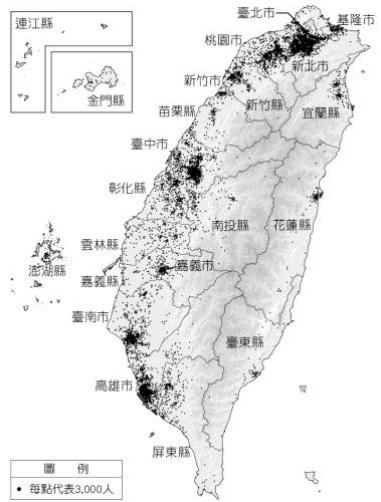 連江縣
金門縣
臺北市
基隆市
桃園市
新北市
新竹市
苗栗縣
新竹縣
宜蘭縣
臺中市
彰化縣
南投縣
花蓮縣
雲林縣
澎湖縣
嘉義市
嘉義縣
臺南市
臺東縣
高雄市
屏東縣
圖 例
• 每點代表3,000人